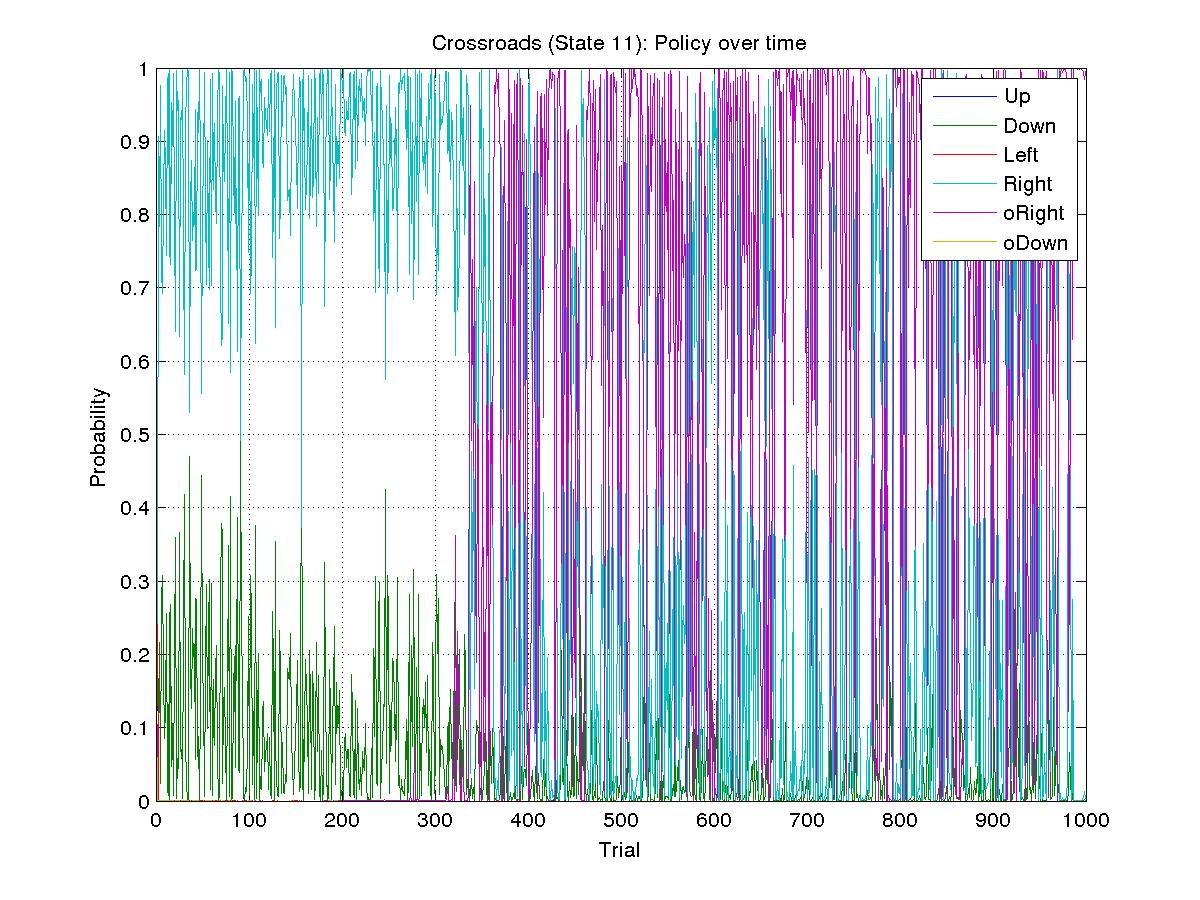 Crossroads (State 11): Policy over time
1
0.9
0.8
0.7
0.6
0.5
0.4
0.3
0.2
0.1
0
Probability
Up
Down
Left
Right
oRight
oDown
0 100 200 300 400 500 600 700 800 900 1000
Trial